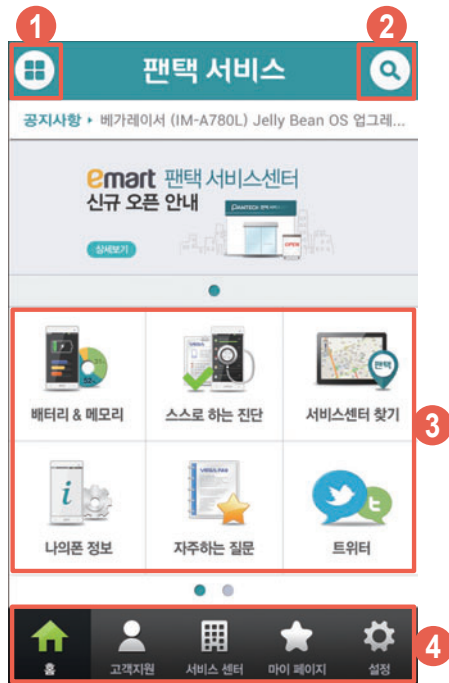 1
2
팬택 서비스
공지사항 ▸ 베가레이서 (IM-A780L) Jelly Bean OS 업그레...
emart 팬택 서비스센터
신규 오픈 안내
PANTECH
OPEN
상세보기
팬택
배터리 & 메모리
스스로 하는 진단
서비스센터 찾기
3
i
나의폰 정보
자주하는 질문
트위터
홈
고객지원
서비스 센터
마이 페이지
설정
4